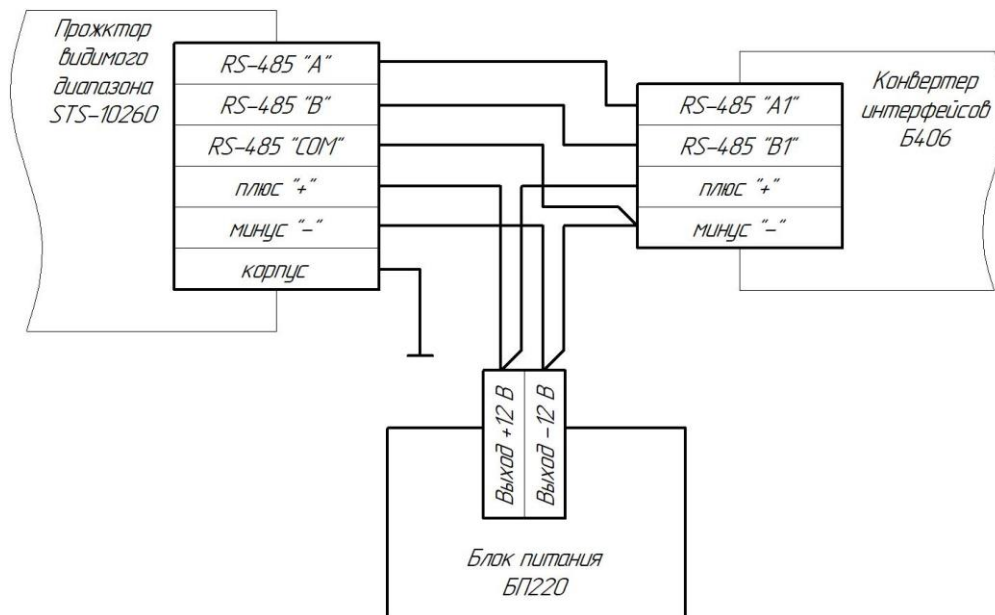 Прожктор
видимого
диапазона
STS-10260
RS-485 "A"
RS-485 "B"
RS-485 "COM"
плюс "+"
минус "-"
корпус
Конвертер
интерфейсов
Б406
RS-485 "A1"
RS-485 "B1"
плюс "+"
минус "-"
Выход +12 В
Выход -12 В
Блок питания
БП220